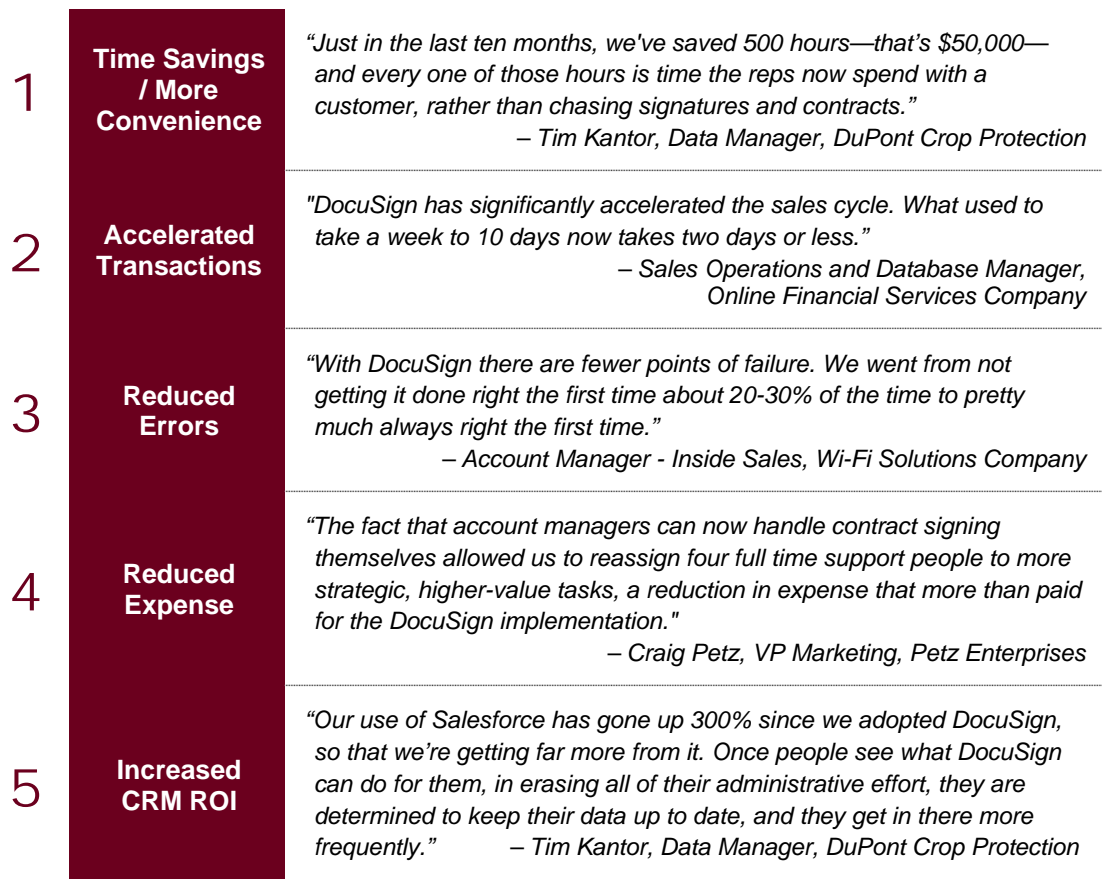 1
Time Savings
/ More
Convenience
“Just in the last ten months, we've saved 500 hours—that’s $50,000—
and every one of those hours is time the reps now spend with a
customer, rather than chasing signatures and contracts.”
– Tim Kantor, Data Manager, DuPont Crop Protection
2
Accelerated
Transactions
"DocuSign has significantly accelerated the sales cycle. What used to
take a week to 10 days now takes two days or less.”
– Sales Operations and Database Manager,
Online Financial Services Company
3
Reduced
Errors
“With DocuSign there are fewer points of failure. We went from not
getting it done right the first time about 20-30% of the time to pretty
much always right the first time.”
– Account Manager - Inside Sales, Wi-Fi Solutions Company
4
Reduced
Expense
“The fact that account managers can now handle contract signing
themselves allowed us to reassign four full time support people to more
strategic, higher-value tasks, a reduction in expense that more than paid
for the DocuSign implementation."
– Craig Petz, VP Marketing, Petz Enterprises
5
Increased
CRM ROI
“Our use of Salesforce has gone up 300% since we adopted DocuSign,
so that we’re getting far more from it. Once people see what DocuSign
can do for them, in erasing all of their administrative effort, they are
determined to keep their data up to date, and they get in there more
frequently.” – Tim Kantor, Data Manager, DuPont Crop Protection